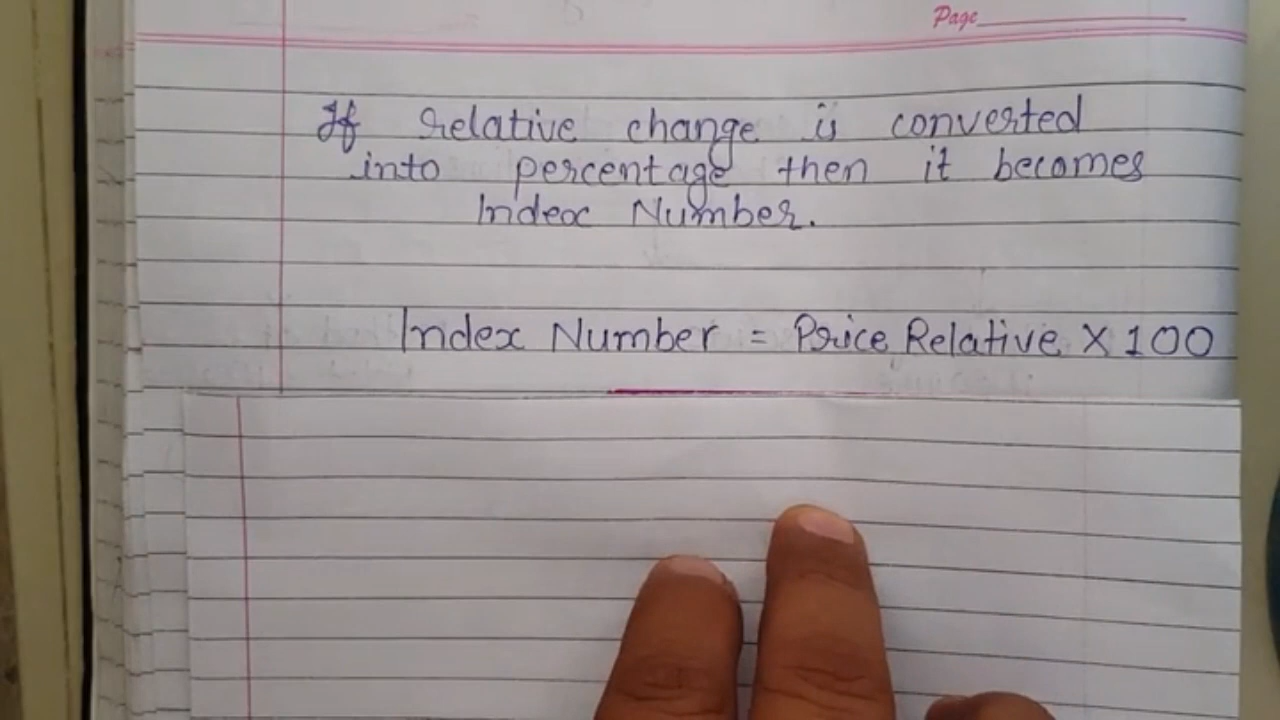 Page
If relative change is converted
into percentage then it becomes
Index Number.
Index Number = Price Relative X 100